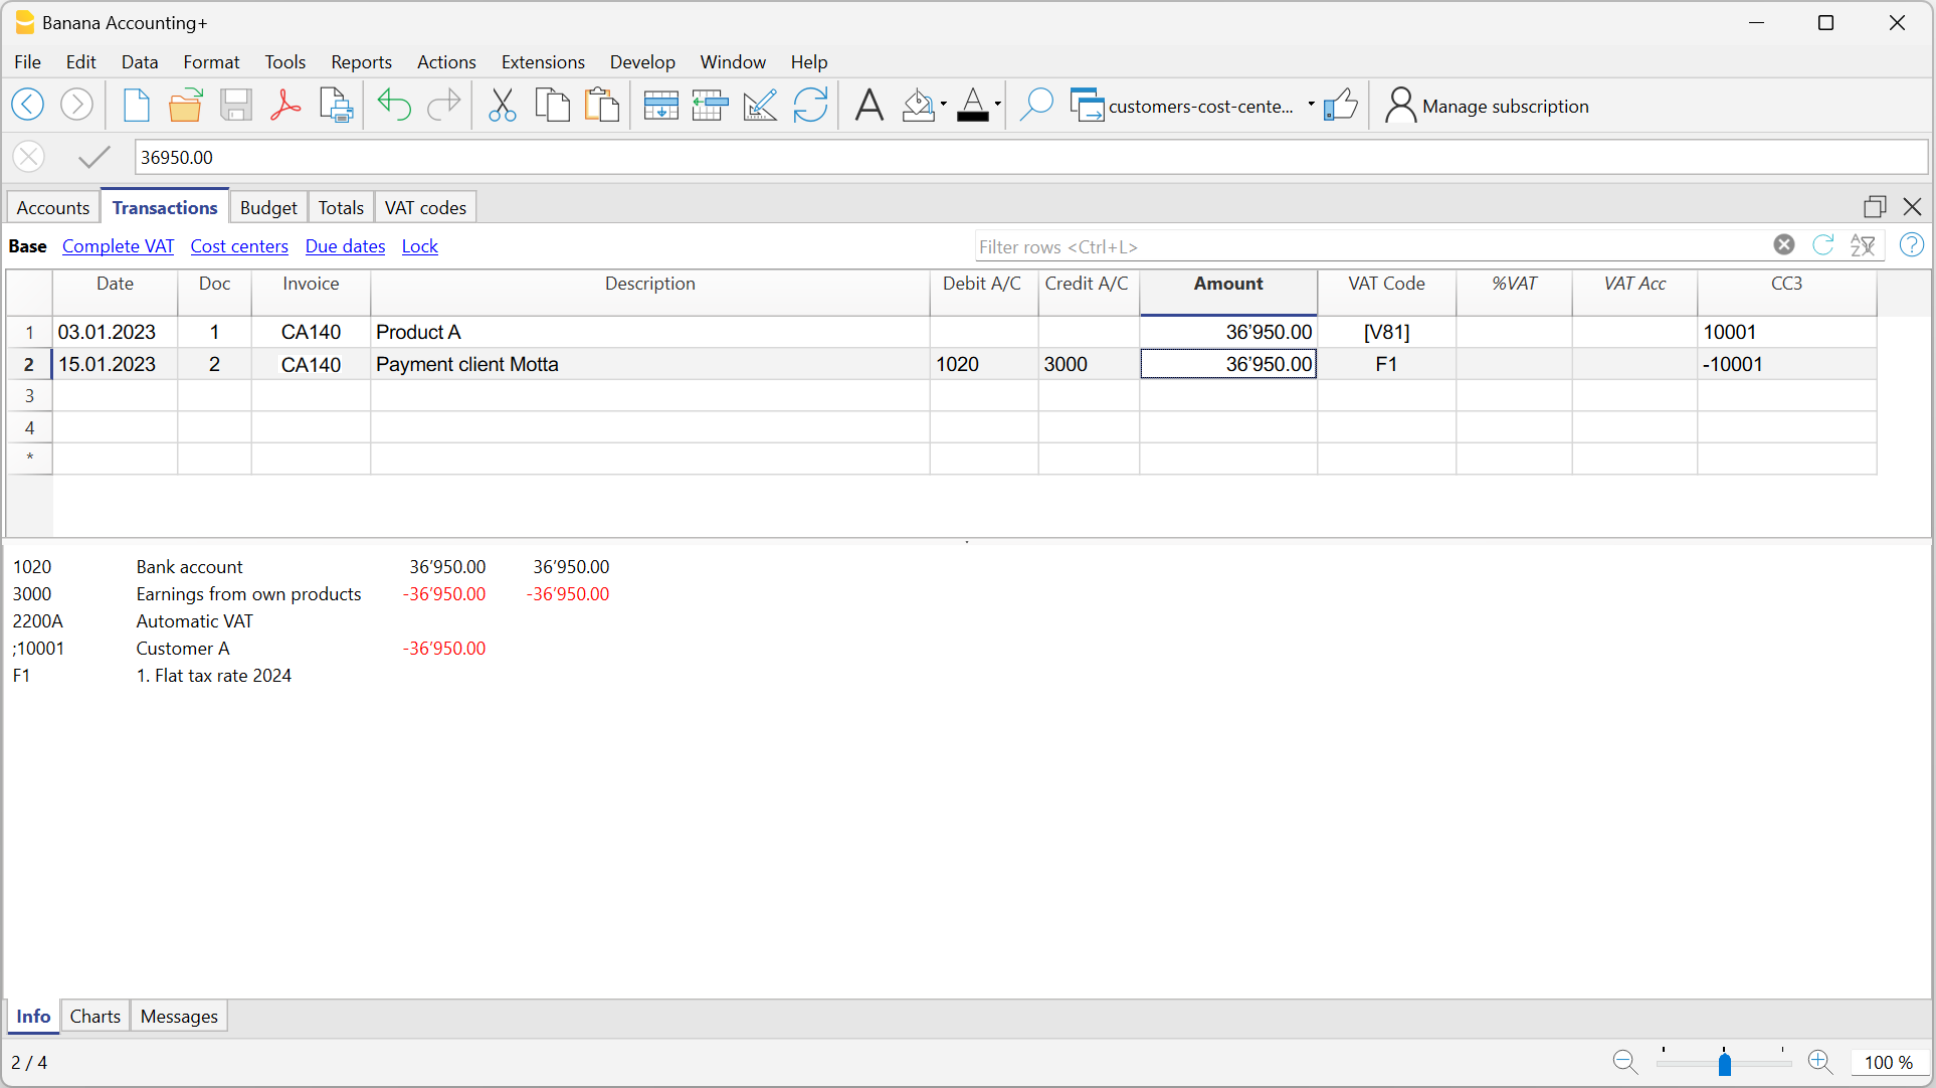 Banana Accounting+
File Edit Data Format Tools Reports Actions Extensions Develop Window Help
customers-cost-cente... Manage subscription
36950.00
Accounts Transactions Budget Totals VAT codes
Base Complete VAT Cost centers Due dates Lock Filter rows <Ctrl+L>
Date Doc Invoice Description Debit A/C Credit A/C Amount VAT Code %VAT VAT Acc CC3
1 03.01.2023 1 CA140 Product A 36’950.00 [V81] 10001
2 15.01.2023 2 CA140 Payment client Motta 1020 3000 36’950.00 F1 -10001
3
4
*
1020 Bank account 36’950.00 36’950.00
3000 Earnings from own products -36’950.00 -36’950.00
2200A Automatic VAT
;10001 Customer A -36’950.00
F1 1. Flat tax rate 2024
Info Charts Messages
2 / 4 100 %